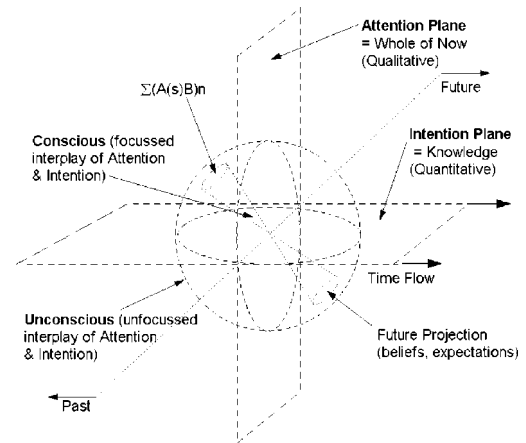 Attention Plane
= Whole of Now
(Qualitative)
Σ(A(s)B)n
Future
Conscious (focussed
interplay of Attention
& Intention)
Intention Plane
= Knowledge
(Quantitative)
Time Flow
Unconscious (unfocussed
interplay of Attention
& Intention)
Future Projection
(beliefs, expectations)
Past